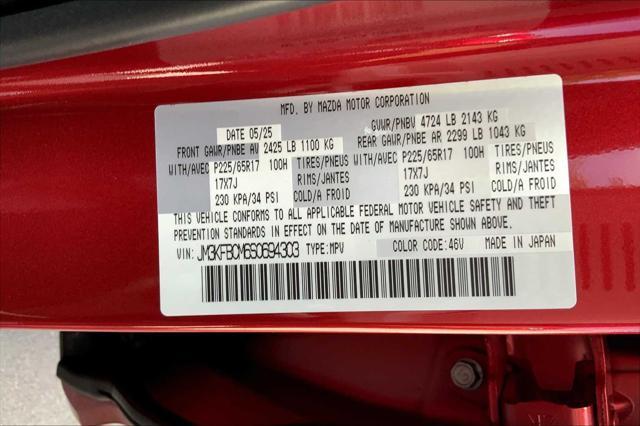 MFD. BY MAZDA MOTOR CORPORATION
DATE 05/25 GVWR/PNBV 4724 LB 2143 KG
FRONT GAWR/PNBE AV 2425 LB 1100 KG REAR GAWR/PNBE AR 2299 LB 1043 KG
WITH/AVEC P225/65R17 100H TIRES/PNEUS WITH/AVEC P225/65R17 100H TIRES/PNEUS
17X7J RIMS/JANTES 17X7J RIMS/JANTES
230 KPA/34 PSI COLD/A FROID 230 KPA/34 PSI COLD/A FROID
THIS VEHICLE CONFORMS TO ALL APPLICABLE FEDERAL MOTOR VEHICLE SAFETY AND THEFT
PREVENTION STANDARDS IN EFFECT ON THE DATE OF MANUFACTURE SHOWN ABOVE.
VIN: JM3KFBCM6S0694303 TYPE:MPV COLOR CODE:46V MADE IN JAPAN